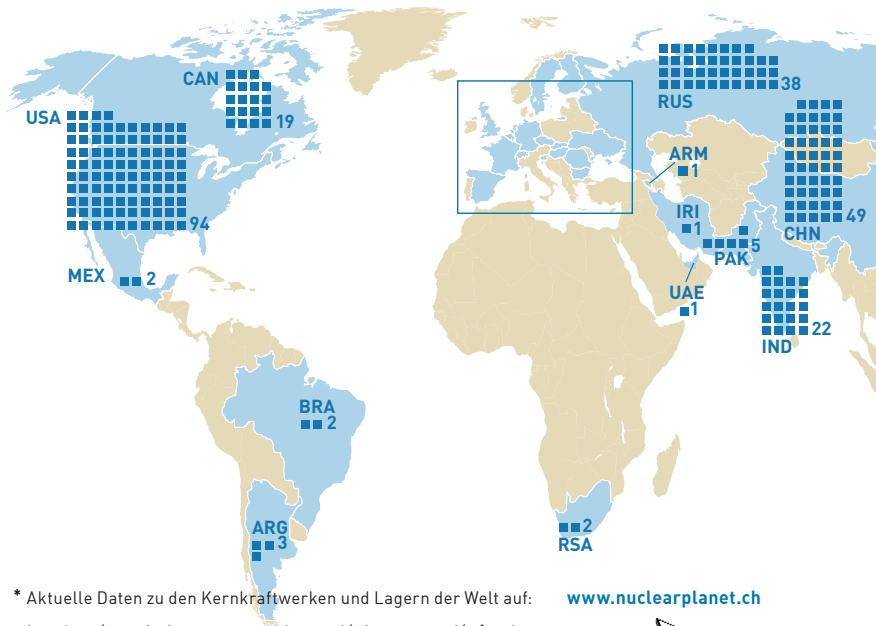 CAN
19
USA
94
MEX 2
BRA
2
ARG
3
RUS
38
ARM
1
IRI
1
PAK
5
UAE
1
CHN
49
IND
22
RSA
2
* Aktuelle Daten zu den Kernkraftwerken und Lagern der Welt auf: www.nuclearplanet.ch